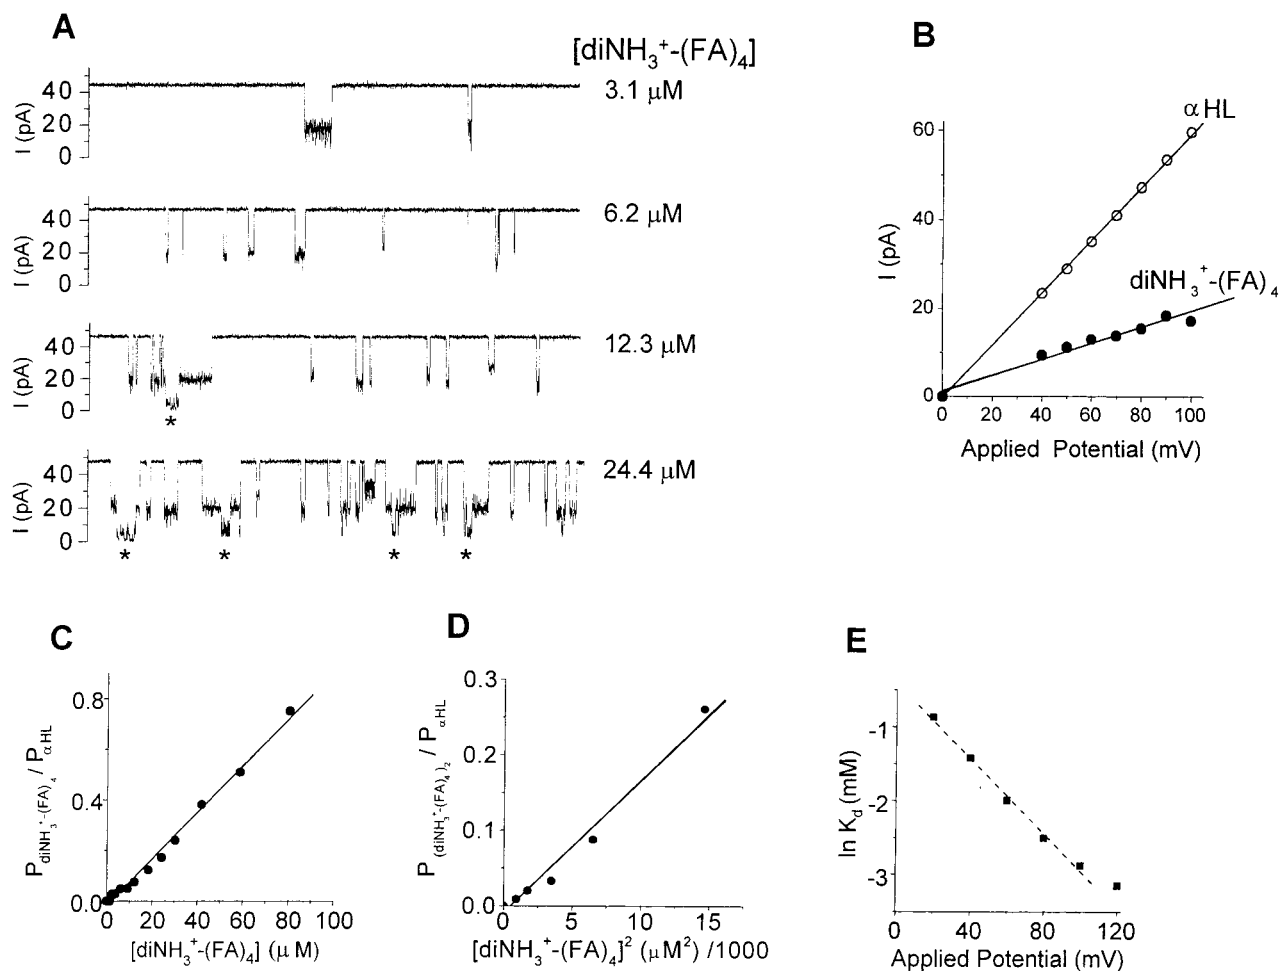 A
[diNH₃⁺-(FA)₄]
3.1 μM
I (pA)
40
20
0
6.2 μM
I (pA)
40
20
0
12.3 μM
I (pA)
40
20
0
*
24.4 μM
I (pA)
40
20
0
* * * *
B
I (pA)
60
40
20
0
αHL
diNH₃⁺-(FA)₄
0 20 40 60 80 100
Applied Potential (mV)
C
P diNH₃⁺-(FA)₄ / P αHL
0.8
0.4
0.0
0 20 40 60 80 100
[diNH₃⁺-(FA)₄] (μM)
D
P (diNH₃⁺-(FA)₄)₂ / P αHL
0.3
0.2
0.1
0.0
0 5 10 15
[diNH₃⁺-(FA)₄]² (μM²) /1000
E
ln K_d (mM)
-1
-2
-3
0 40 80 120
Applied Potential (mV)